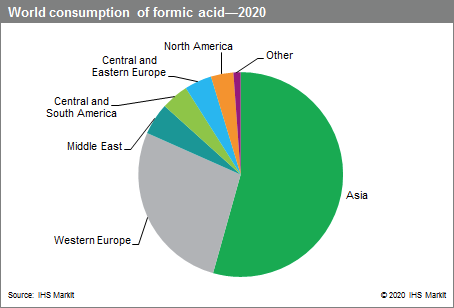 World consumption of formic acid—2020
North America
Other
Central and
Eastern Europe
Central and
South America
Middle East
Asia
Western Europe
Source: IHS Markit
© 2020 IHS Markit